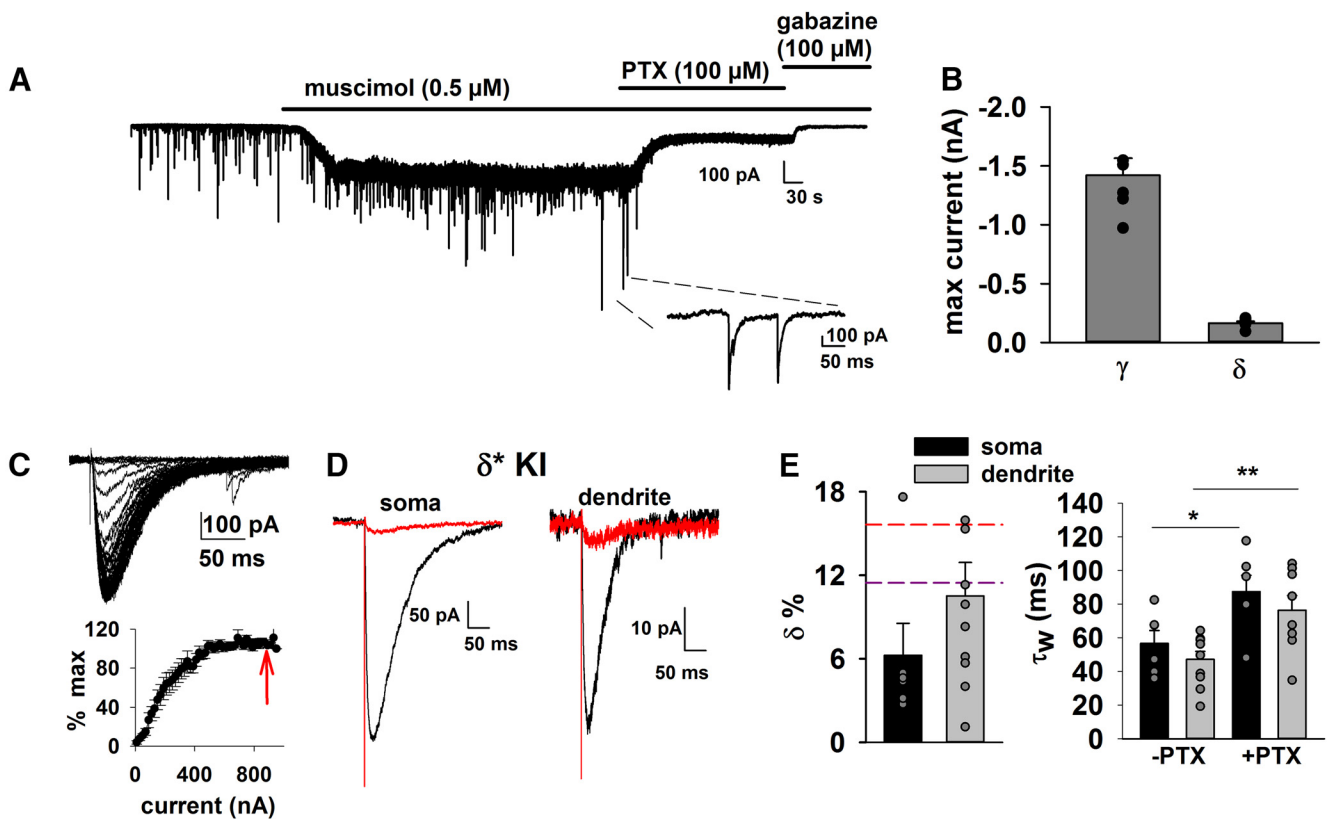 A
muscimol (0.5 µM)
PTX (100 µM)
gabazine
(100 µM)
100 pA
30 s
100 pA
50 ms
B
max current (nA)
-2.0
-1.5
-1.0
-0.5
0.0
γ
δ
C
100 pA
50 ms
% max
120
80
40
0
0
400
800
current (nA)
D
δ* KI
soma
dendrite
50 pA
50 ms
10 pA
50 ms
E
soma
dendrite
δ %
18
12
6
0
τw (ms)
140
120
100
80
60
40
20
0
*
**
-PTX
+PTX